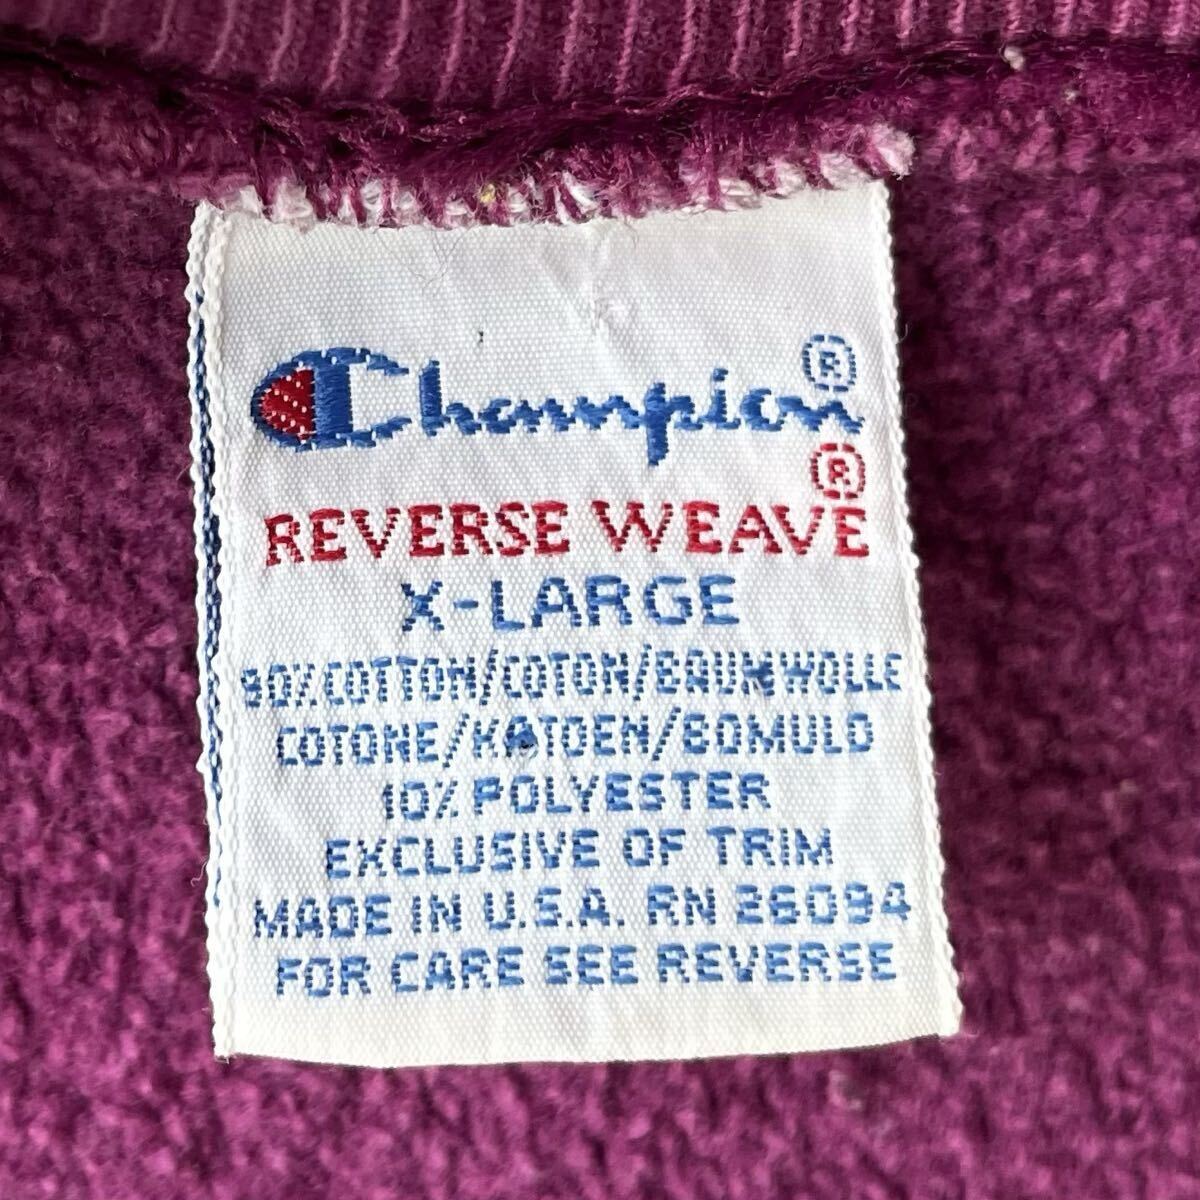 Champion®
®
REVERSE WEAVE
X-LARGE
90% COTTON/COTON/BAUMWOLLE
COTONE/KATOEN/BOMULD
10% POLYESTER
EXCLUSIVE OF TRIM
MADE IN U.S.A. RN 26094
FOR CARE SEE REVERSE